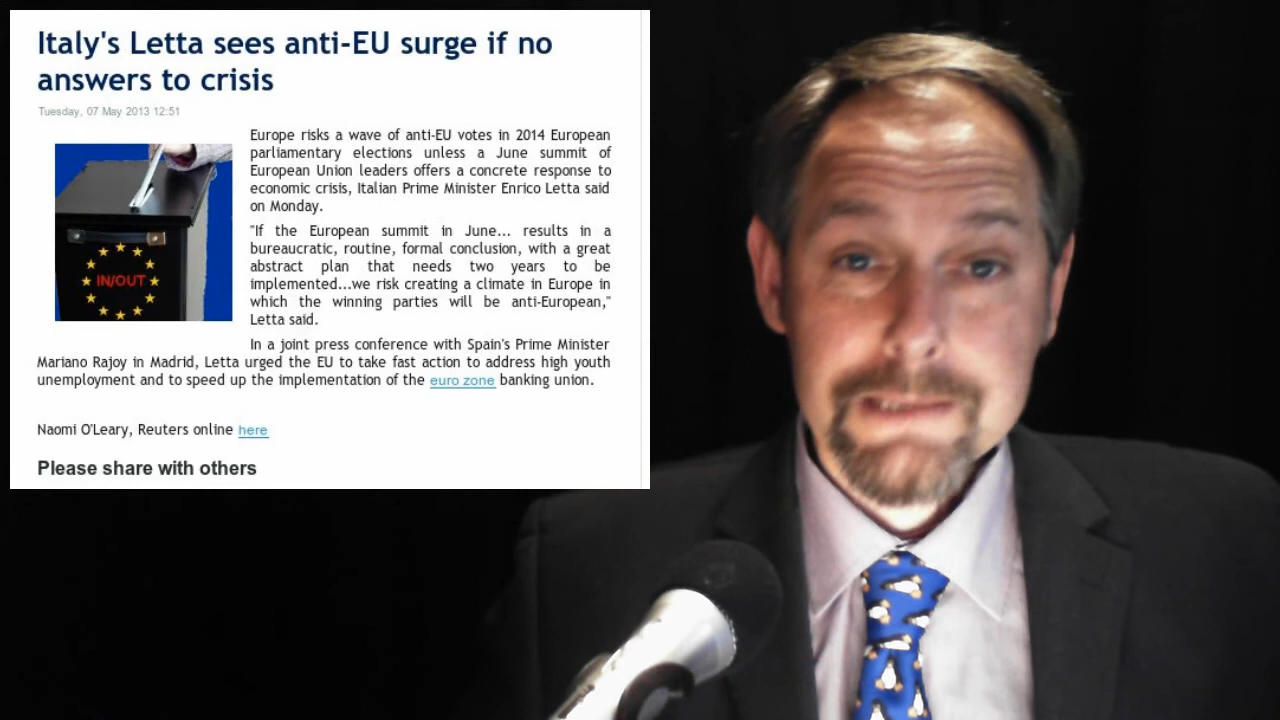 Italy's Letta sees anti-EU surge if no
answers to crisis
Tuesday, 07 May 2013 12:51
Europe risks a wave of anti-EU votes in 2014 European
parliamentary elections unless a June summit of
European Union leaders offers a concrete response to
economic crisis, Italian Prime Minister Enrico Letta said
on Monday.
"If the European summit in June... results in a
bureaucratic, routine, formal conclusion, with a great
abstract plan that needs two years to be
implemented...we risk creating a climate in Europe in
which the winning parties will be anti-European,"
Letta said.
IN/OUT
In a joint press conference with Spain's Prime Minister
Mariano Rajoy in Madrid, Letta urged the EU to take fast action to address high youth
unemployment and to speed up the implementation of the euro zone banking union.
Naomi O'Leary, Reuters online here
Please share with others